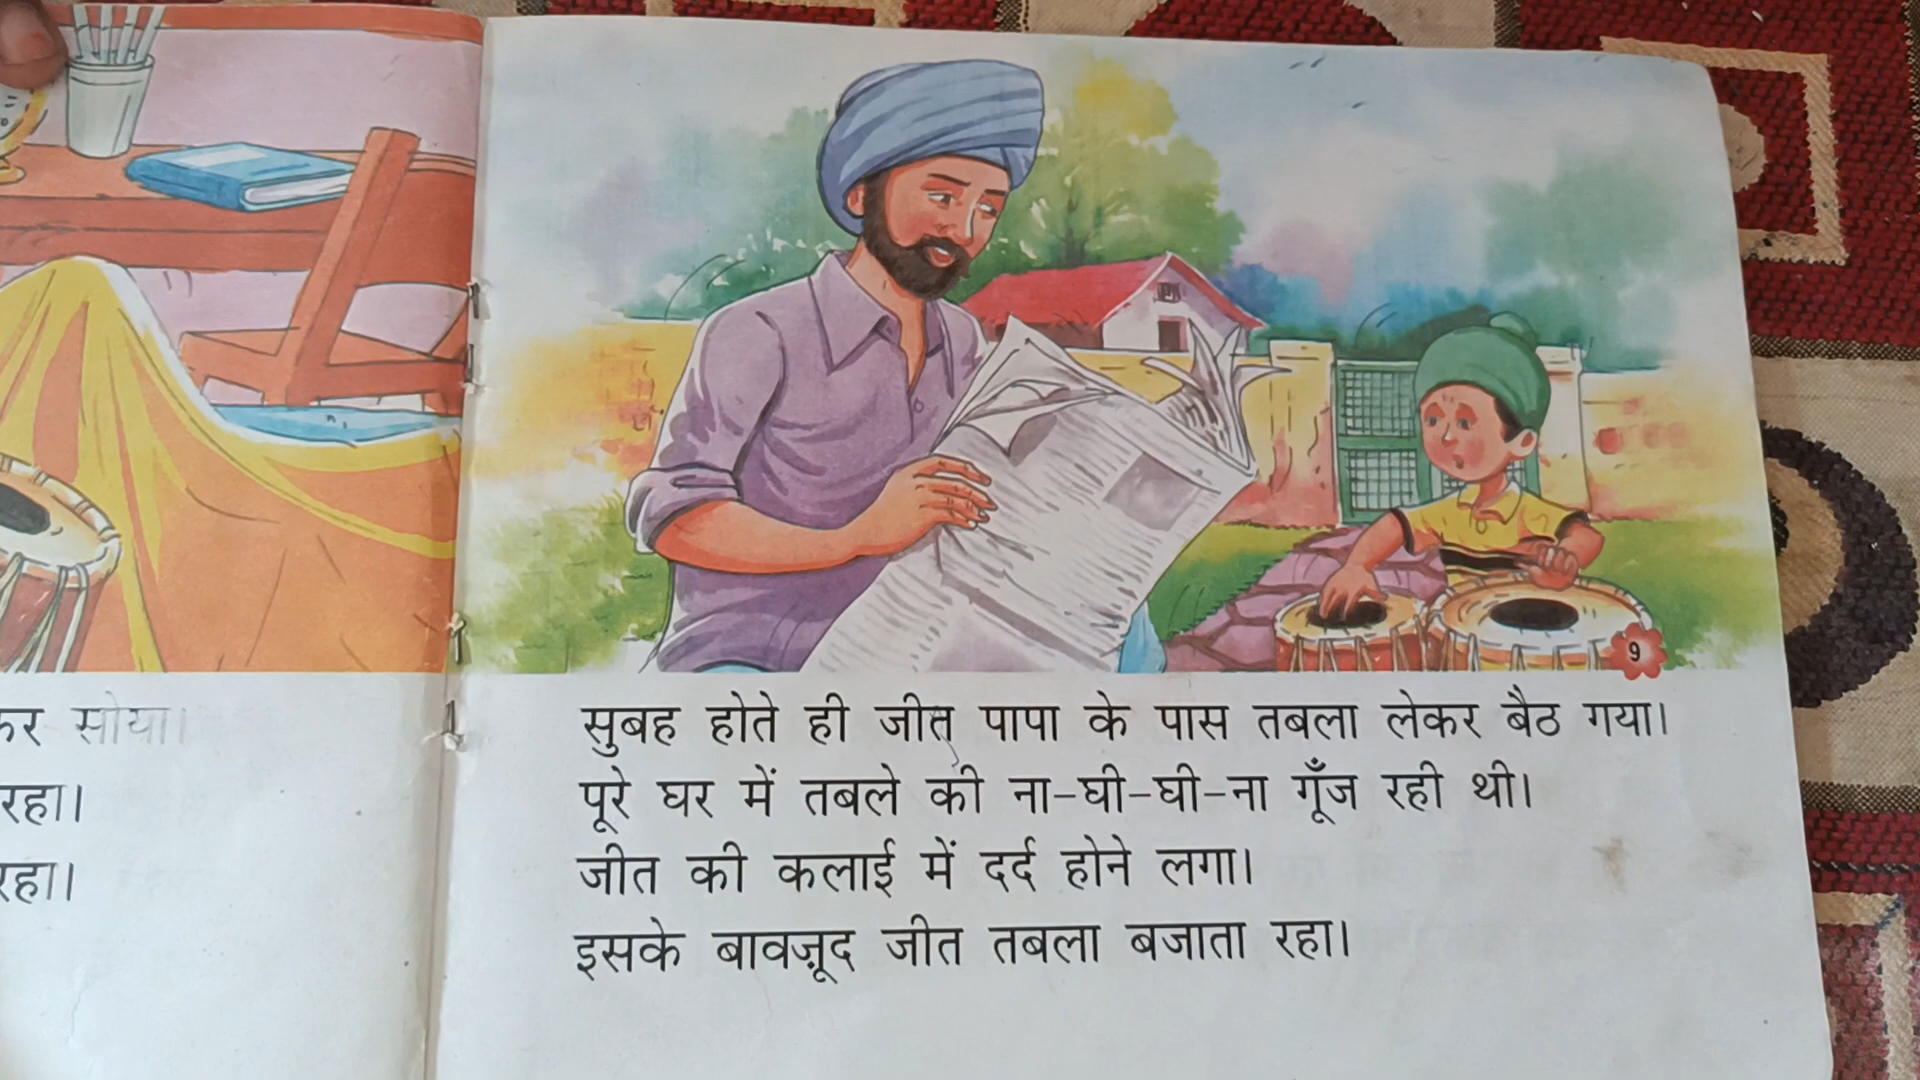 कर सोया।
रहा।
रहा।
9
सुबह होते ही जीत पापा के पास तबला लेकर बैठ गया।
पूरे घर में तबले की ना-घी-घी-ना गूँज रही थी।
जीत की कलाई में दर्द होने लगा।
इसके बावज़ूद जीत तबला बजाता रहा।